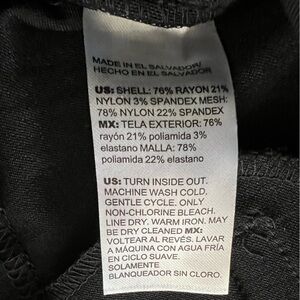 MADE IN EL SALVADOR/
HECHO EN EL SALVADOR
US: SHELL: 76% RAYON 21%
NYLON 3% SPANDEX MESH:
78% NYLON 22% SPANDEX
MX: TELA EXTERIOR: 76%
rayón 21% poliamida 3%
elastano MALLA: 78%
poliamida 22% elastano
US: TURN INSIDE OUT.
MACHINE WASH COLD.
GENTLE CYCLE. ONLY
NON-CHLORINE BLEACH.
LINE DRY. WARM IRON. MAY
BE DRY CLEANED MX:
VOLTEAR AL REVÉS. LAVAR
A MÁQUINA CON AGUA FRÍA
EN CICLO SUAVE.
SOLAMENTE
BLANQUEADOR SIN CLORO.